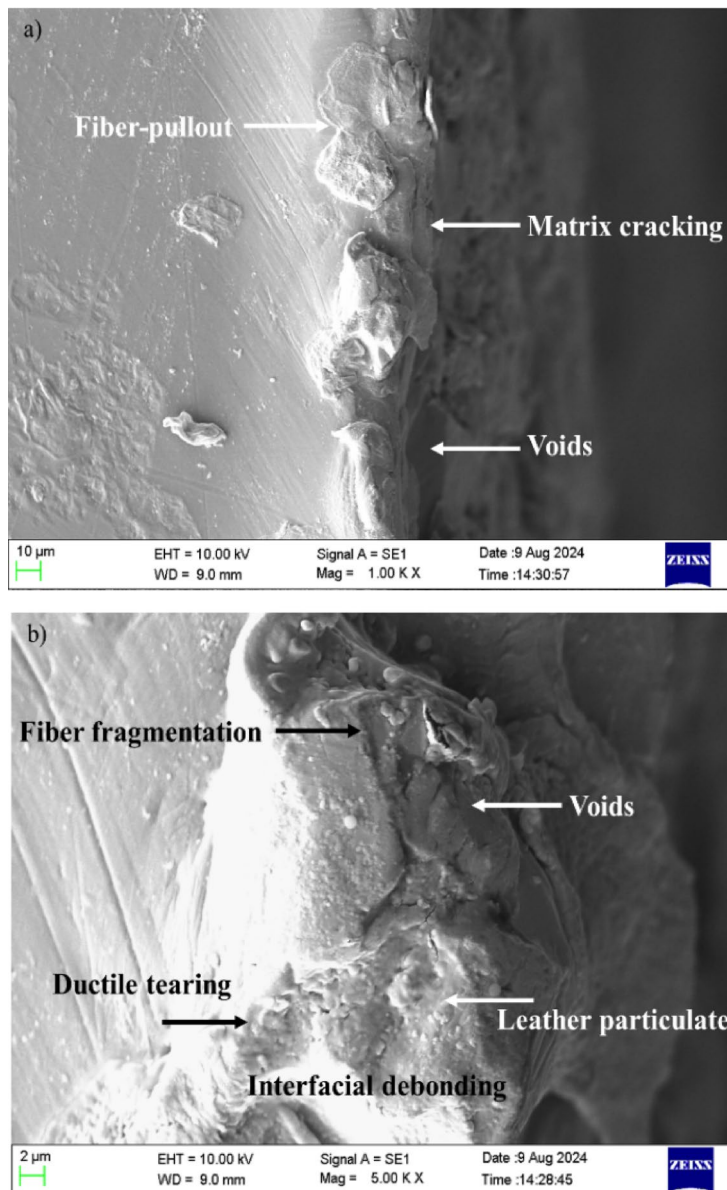 a)
Fiber-pullout
Matrix cracking
Voids
10 µm
EHT = 10.00 kV
Signal A = SE1
Date :9 Aug 2024
WD = 9.0 mm
Mag = 1.00 K X
Time :14:30:57
ZEISS
b)
Fiber fragmentation
Voids
Ductile tearing
Leather particulate
Interfacial debonding
2 µm
EHT = 10.00 kV
Signal A = SE1
Date :9 Aug 2024
WD = 9.0 mm
Mag = 5.00 K X
Time :14:28:45
ZEISS